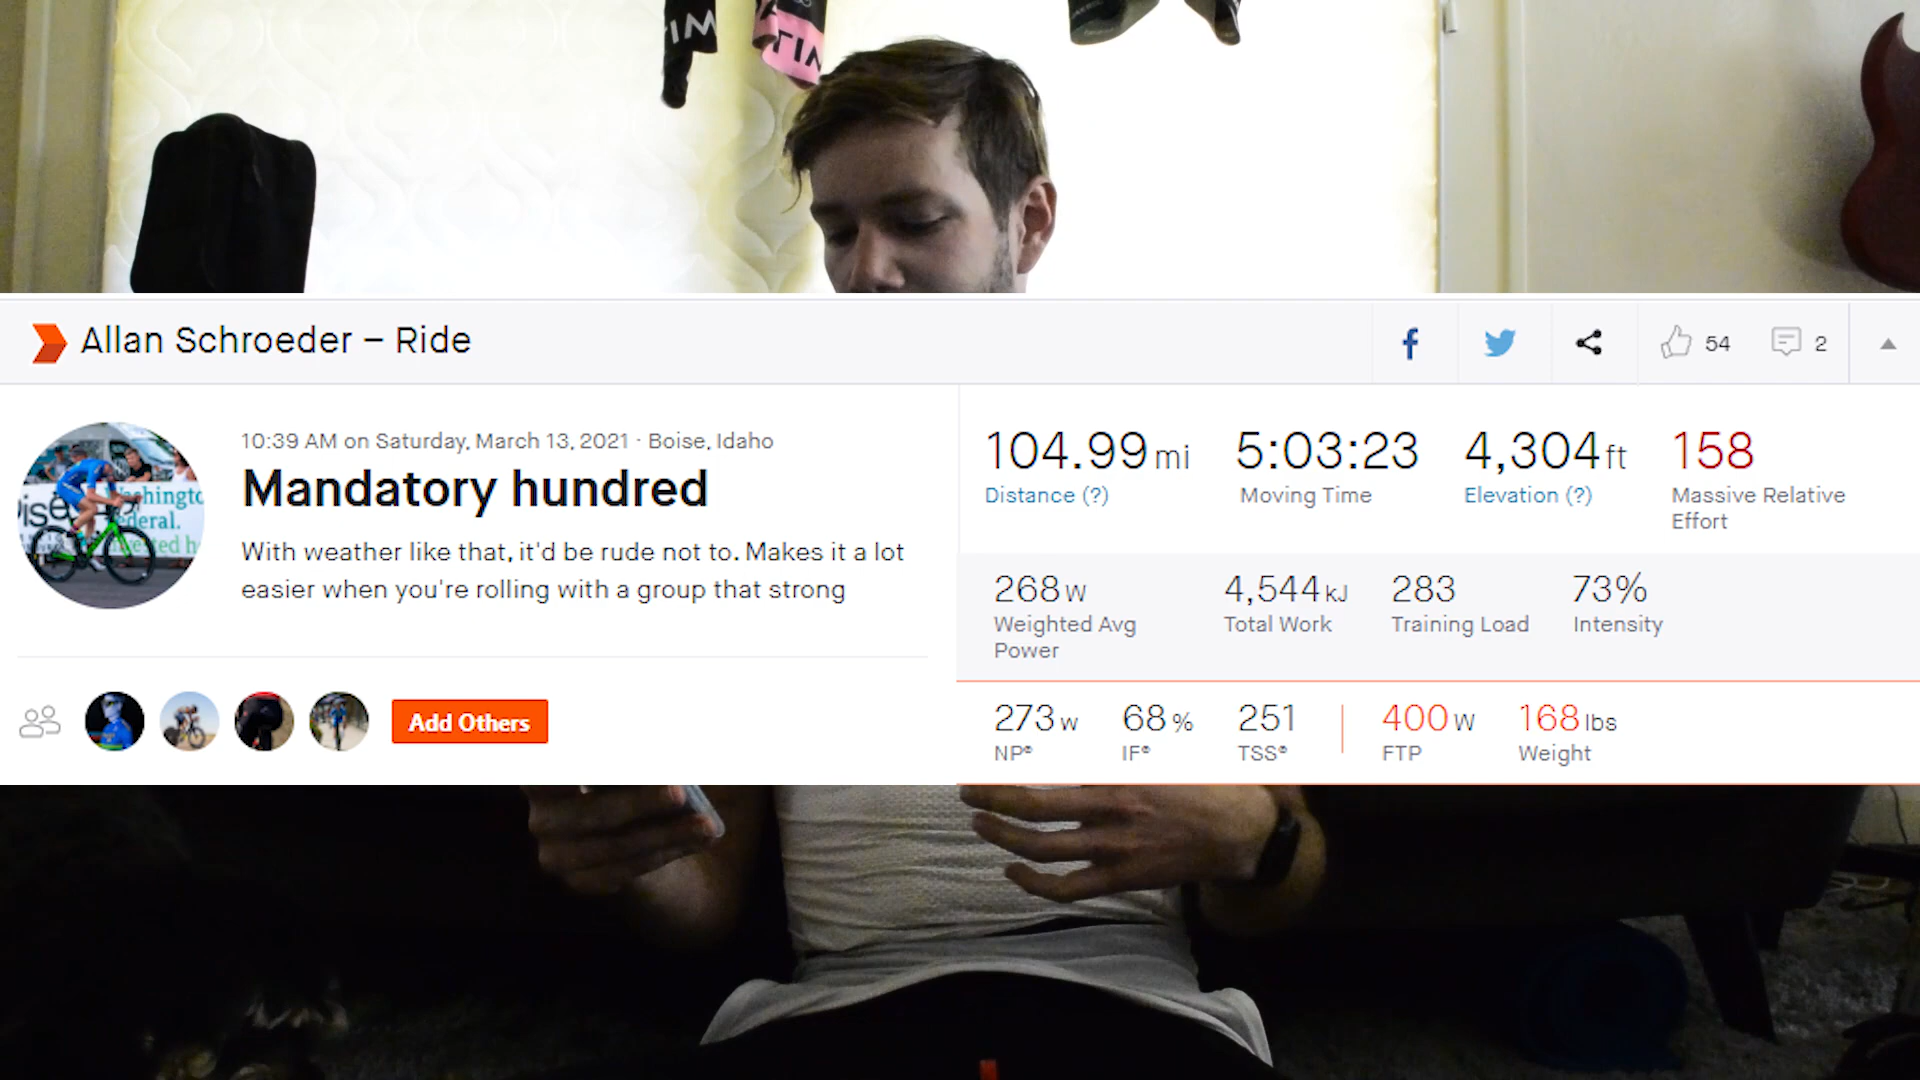 IM
TIM
Allan Schroeder – Ride
54
2
10:39 AM on Saturday, March 13, 2021 · Boise, Idaho
Mandatory hundred
With weather like that, it'd be rude not to. Makes it a lot
easier when you're rolling with a group that strong
Add Others
104.99 mi
5:03:23
4,304 ft
158
Distance (?)
Moving Time
Elevation (?)
Massive Relative
Effort
268 W
4,544 kJ
283
73%
Weighted Avg
Power
Total Work
Training Load
Intensity
273 W
68 %
251
400 W
168 lbs
NP®
IF®
TSS®
FTP
Weight